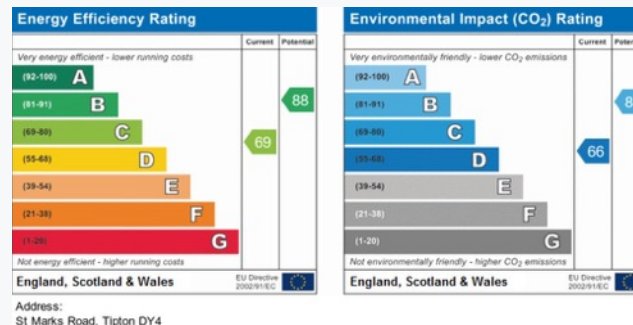 Energy Efficiency Rating
Current Potential
Very energy efficient - lower running costs
(92-100) A
(81-91) B
88
(69-80) C
69
(55-68) D
(39-54) E
(21-38) F
(1-20) G
Not energy efficient - higher running costs
England, Scotland & Wales
EU Directive
2002/91/EC
Environmental Impact (CO₂) Rating
Current
Very environmentally friendly - lower CO₂ emissions
(92-100) A
(81-91) B
(69-80) C
(55-68) D
66
(39-54) E
(21-38) F
(1-20) G
Not environmentally friendly - higher CO₂ emissions
England, Scotland & Wales
EU Directive
2002/91/EC
Address:
St Marks Road, Tipton DY4